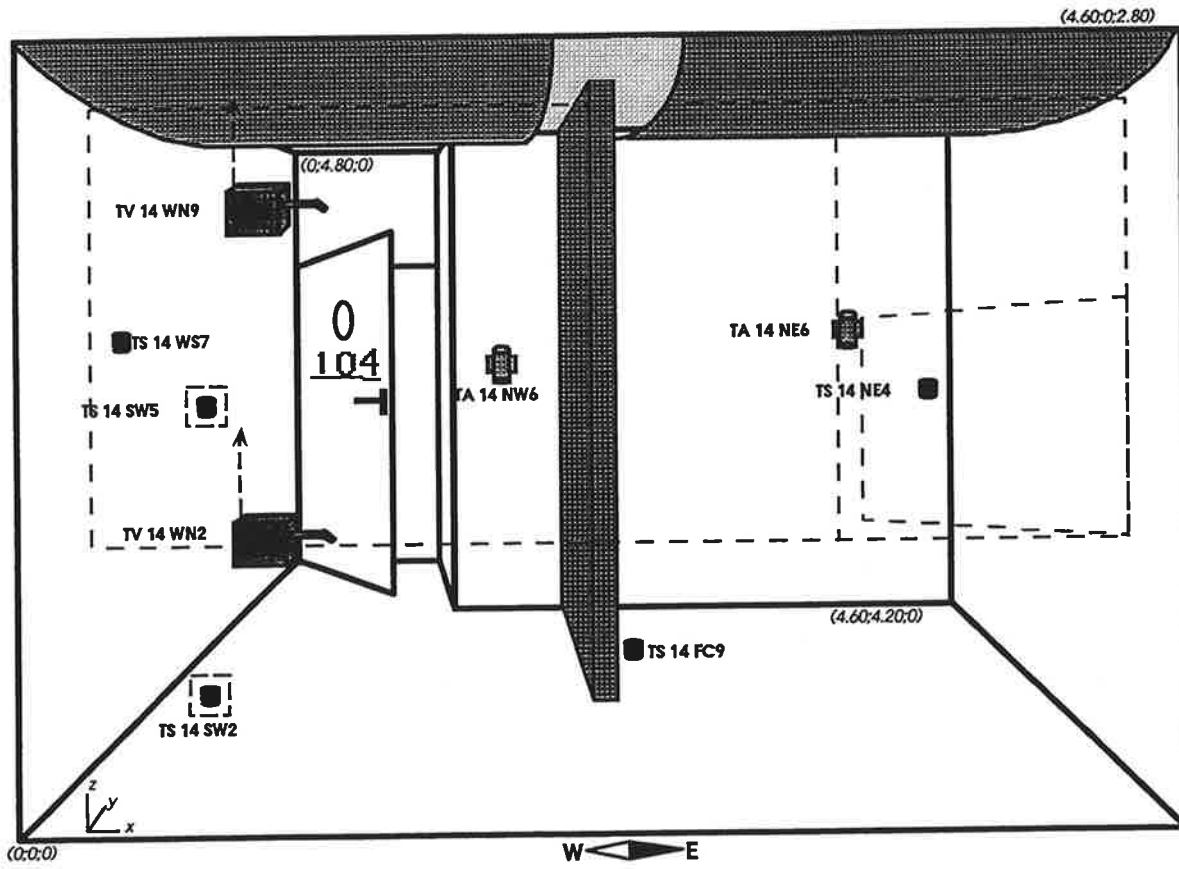 (4.60;0;2.80)
(0;4.80;0)
TV 14 WN9
TS 14 WS7
0
104
TA 14 NE6
TS 14 SW5
TA 14 NW6
TS 14 NE4
TV 14 WN2
(4.60;4.20;0)
TS 14 FC9
TS 14 SW2
z
y
x
(0;0;0)
W E